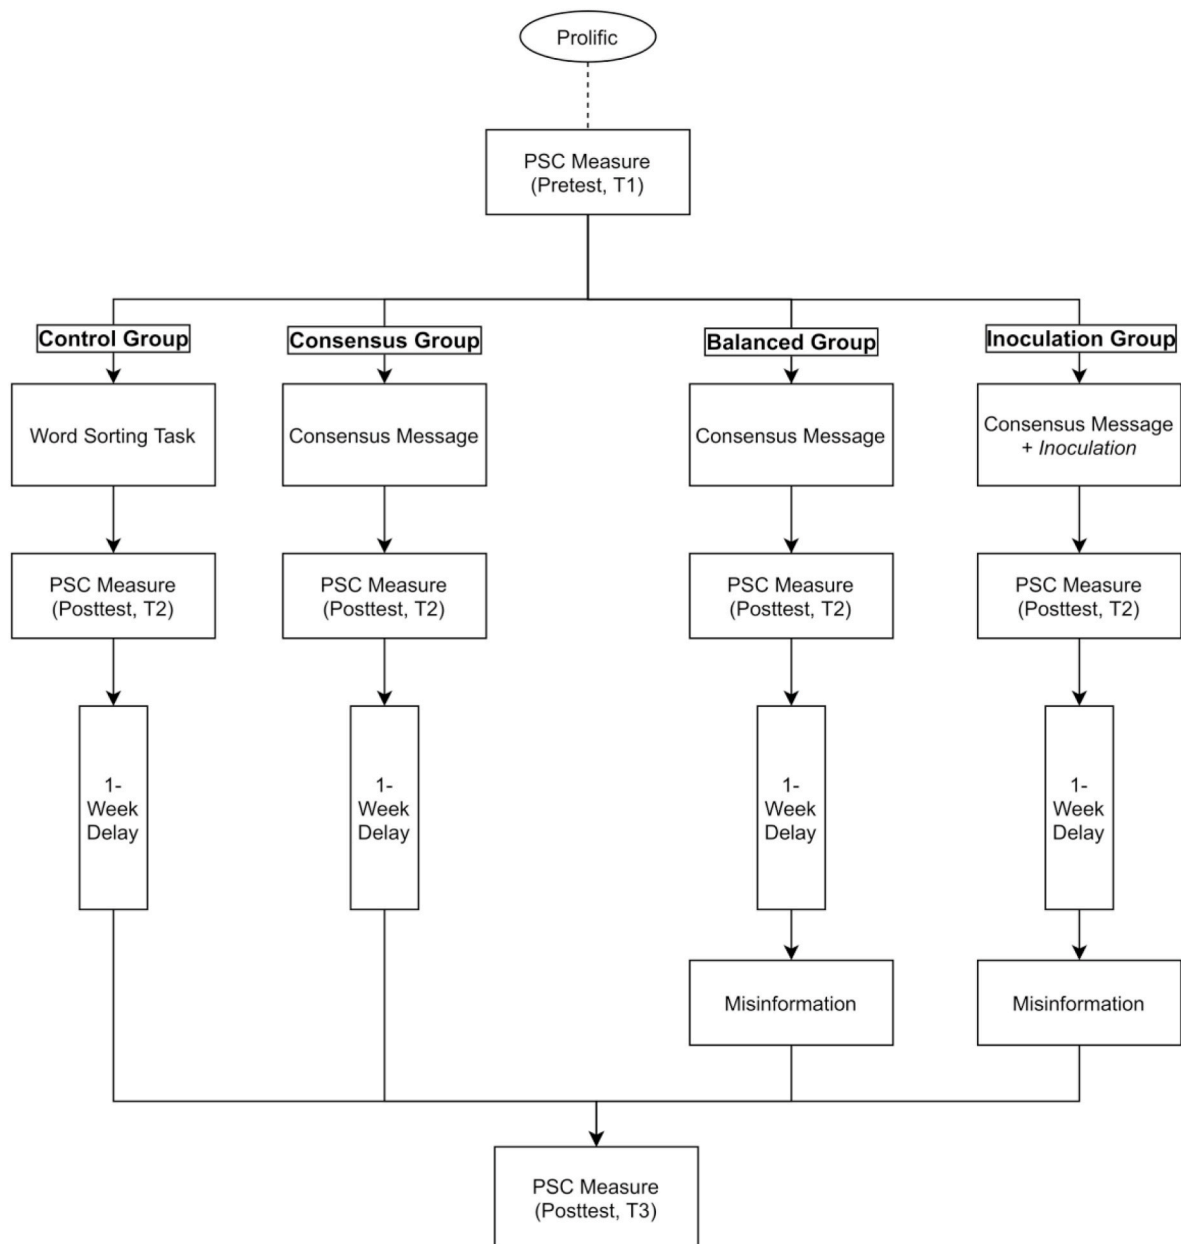 Prolific
PSC Measure
(Pretest, T1)
Control Group
Consensus Group
Balanced Group
Inoculation Group
Word Sorting Task
Consensus Message
Consensus Message
Consensus Message
+ Inoculation
PSC Measure
(Posttest, T2)
PSC Measure
(Posttest, T2)
PSC Measure
(Posttest, T2)
PSC Measure
(Posttest, T2)
1-
Week
Delay
1-
Week
Delay
1-
Week
Delay
1-
Week
Delay
Misinformation
Misinformation
PSC Measure
(Posttest, T3)